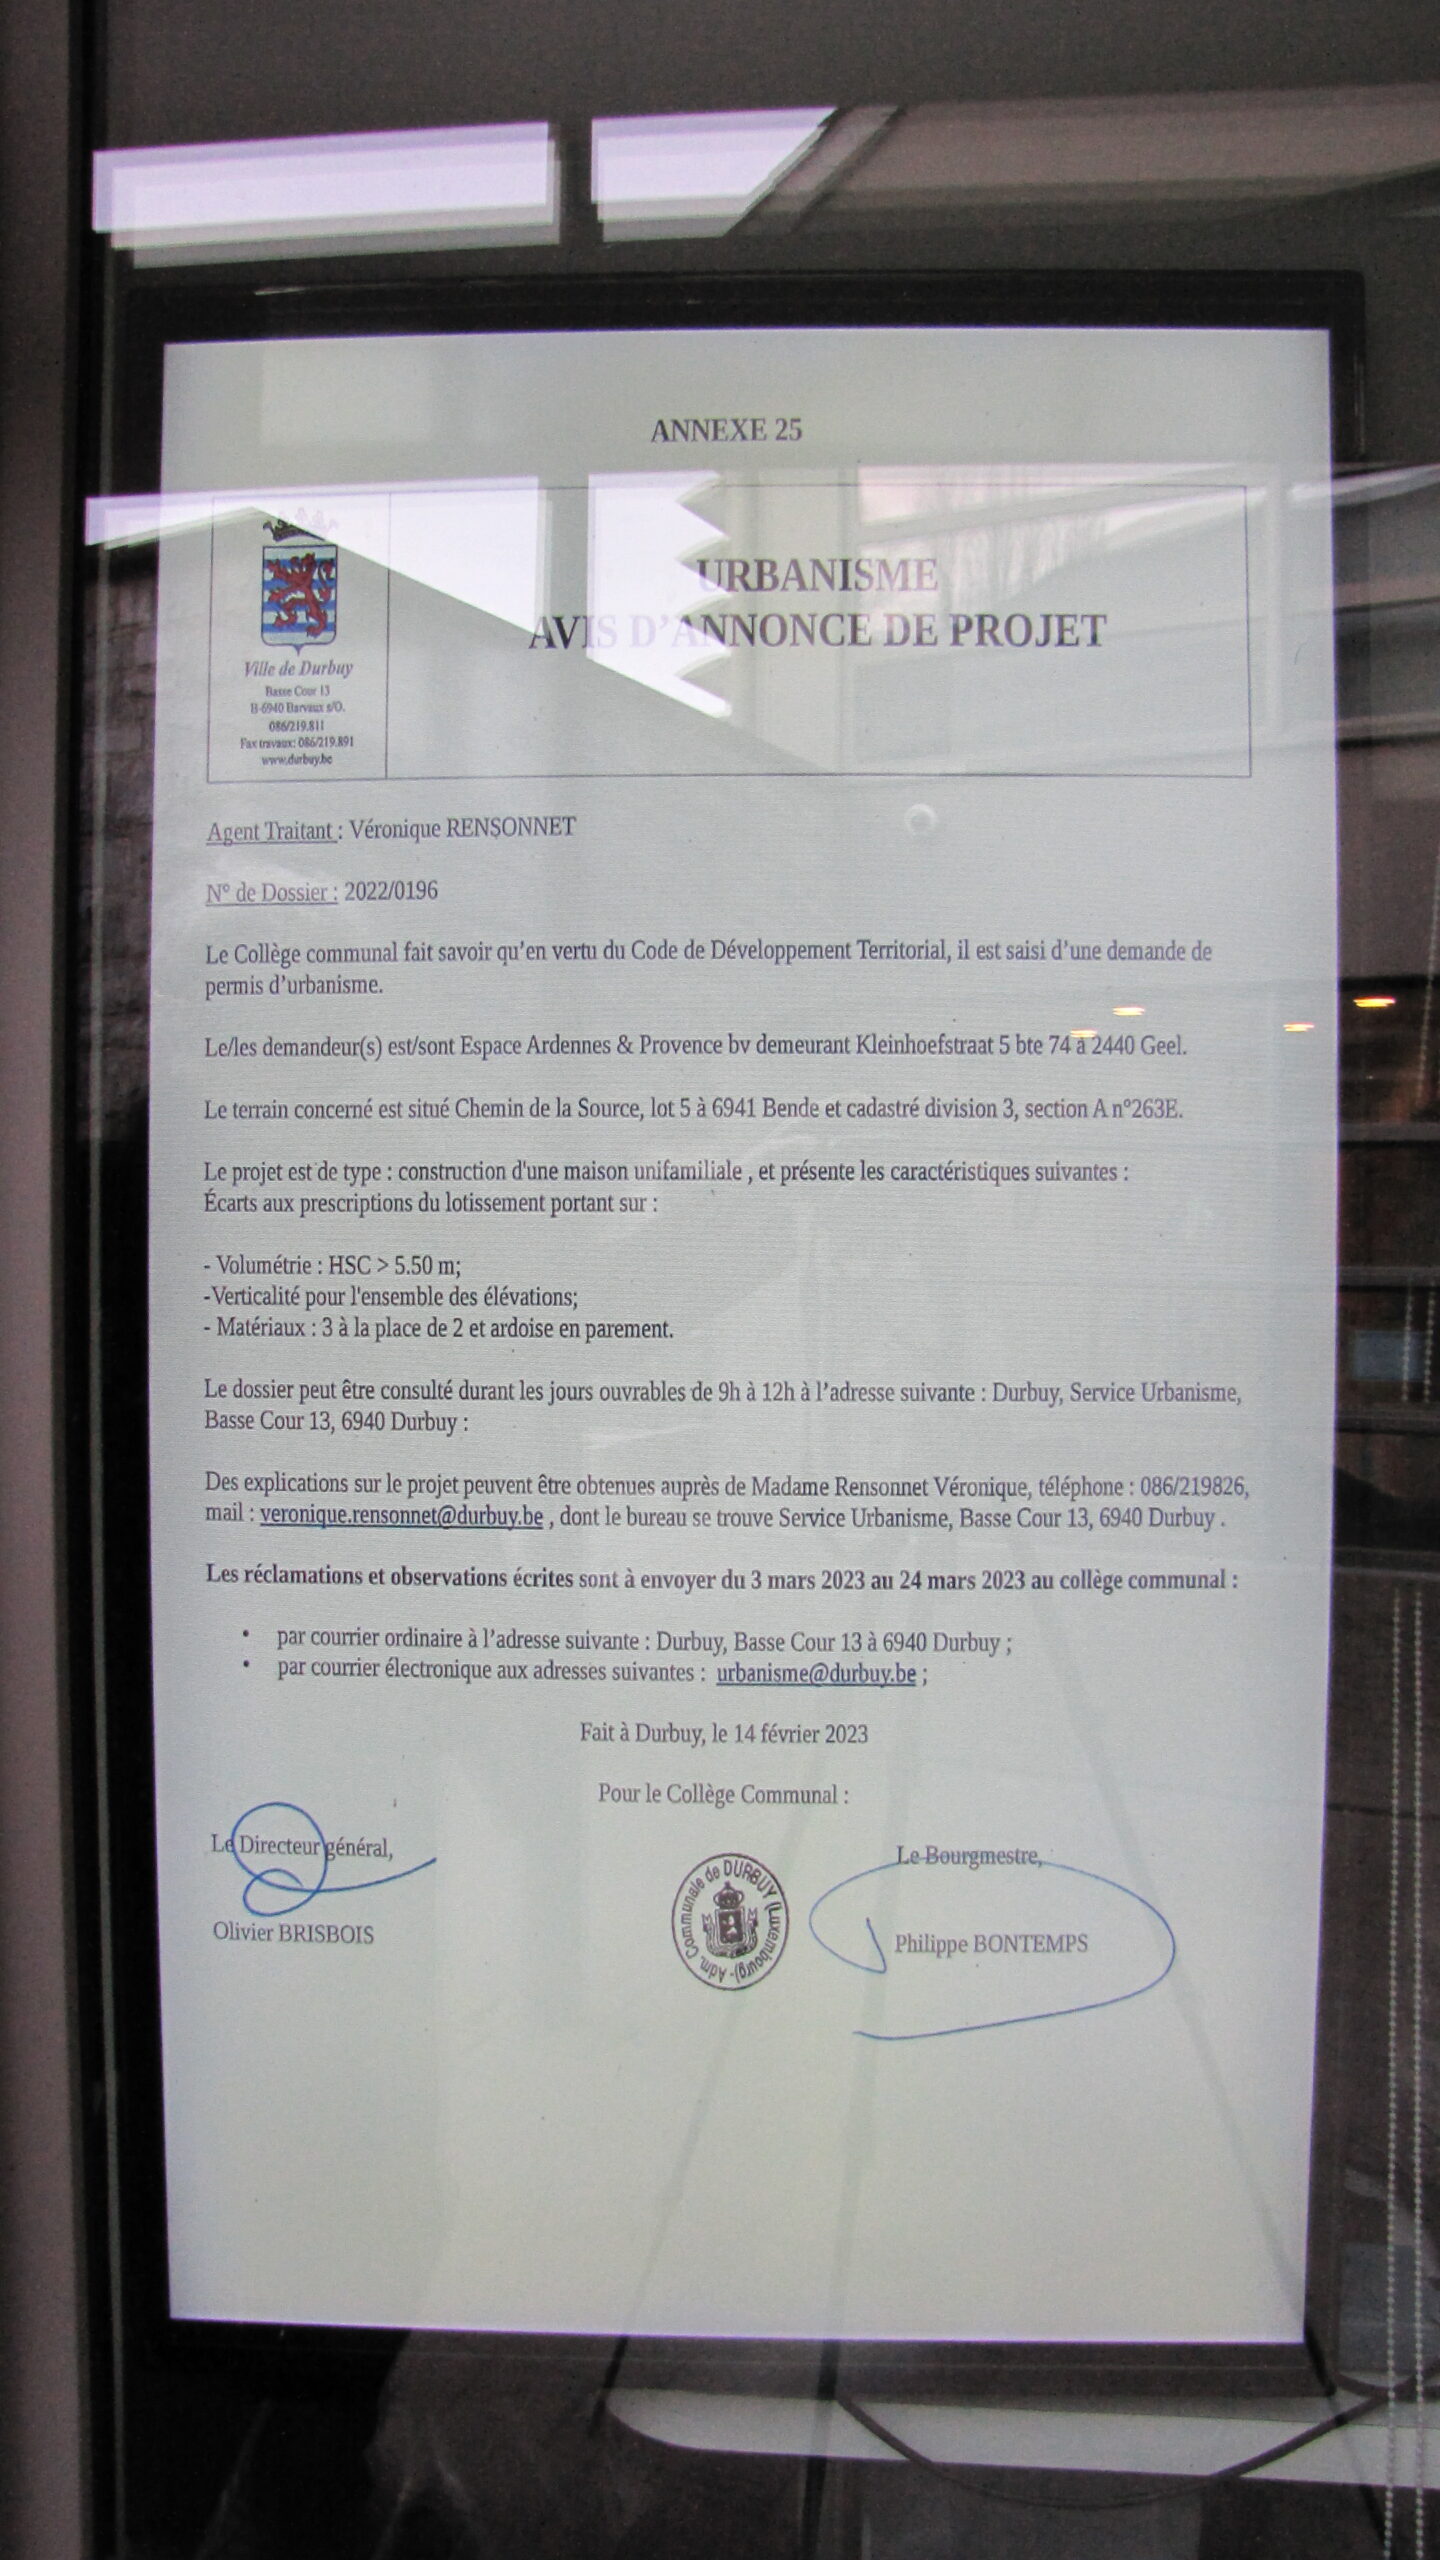 ANNEXE 25
URBANISME
AVIS D'ANNONCE DE PROJET
Ville de Durbuy
Basse Cour 13
B-6940 Barvaux s/O.
086/219.811
Fax travaux: 086/219.891
www.durbuy.be
Agent Traitant : Véronique RENSONNET
N° de Dossier : 2022/0196
Le Collège communal fait savoir qu'en vertu du Code de Développement Territorial, il est saisi d'une demande de
permis d'urbanisme.
Le/les demandeur(s) est/sont Espace Ardennes & Provence bv demeurant Kleinhoefstraat 5 bte 74 à 2440 Geel.
Le terrain concerné est situé Chemin de la Source, lot 5 à 6941 Bende et cadastré division 3, section A n°263E.
Le projet est de type : construction d'une maison unifamiliale , et présente les caractéristiques suivantes :
Écarts aux prescriptions du lotissement portant sur :
- Volumétrie : HSC > 5.50 m;
-Verticalité pour l'ensemble des élévations;
- Matériaux : 3 à la place de 2 et ardoise en parement.
Le dossier peut être consulté durant les jours ouvrables de 9h à 12h à l'adresse suivante : Durbuy, Service Urbanisme,
Basse Cour 13, 6940 Durbuy :
Des explications sur le projet peuvent être obtenues auprès de Madame Rensonnet Véronique, téléphone : 086/219826,
mail : veronique.rensonnet@durbuy.be , dont le bureau se trouve Service Urbanisme, Basse Cour 13, 6940 Durbuy .
Les réclamations et observations écrites sont à envoyer du 3 mars 2023 au 24 mars 2023 au collège communal :
• par courrier ordinaire à l'adresse suivante : Durbuy, Basse Cour 13 à 6940 Durbuy ;
• par courrier électronique aux adresses suivantes : urbanisme@durbuy.be ;
Fait à Durbuy, le 14 février 2023
Pour le Collège Communal :
Le Directeur général,
Le Bourgmestre,
Adm. Communale de DURBUY (Luxembourg)-
Olivier BRISBOIS
Philippe BONTEMPS